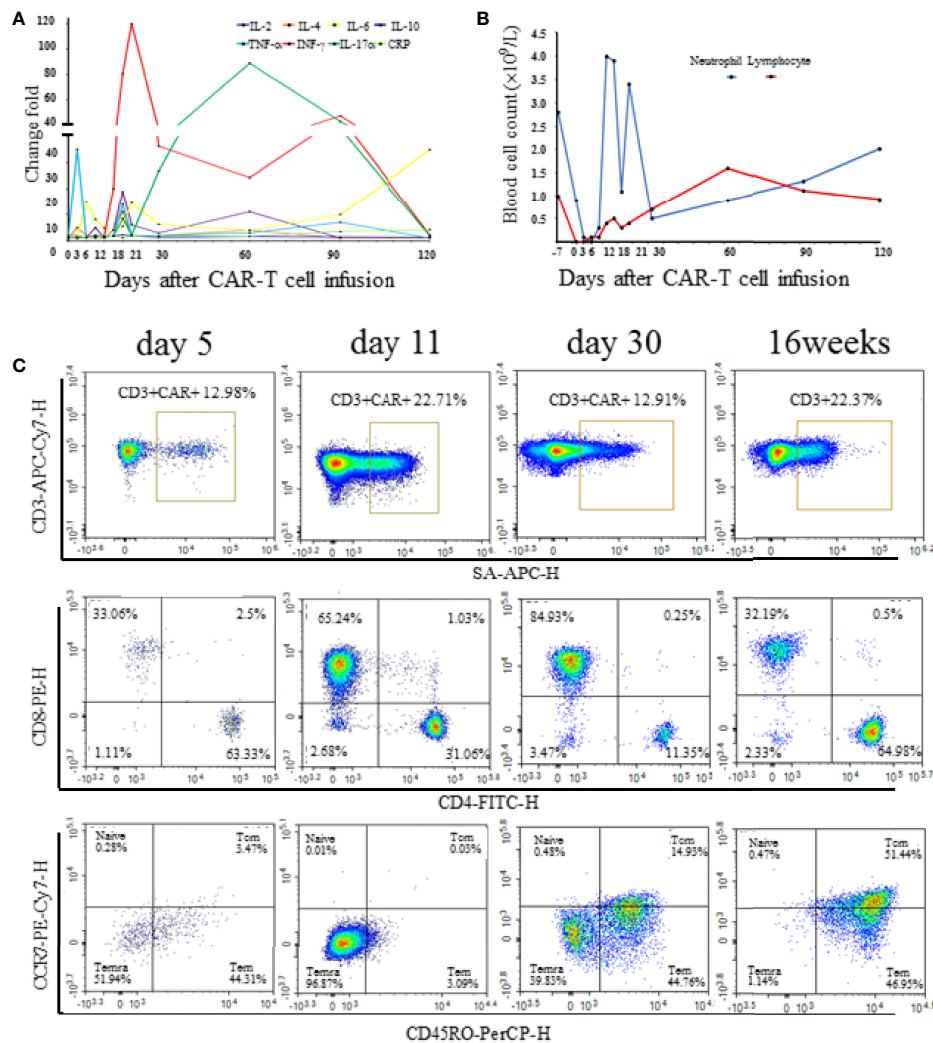 A
IL-2 IL-4 IL-6 IL-10
TNF-α INF-γ IL-17α CRP
Change fold
120
100
80
60
40
40
30
20
10
0
0 3 6 12 18 21 30 60 90 120
Days after CAR-T cell infusion
B
Neutrophil Lymphocyte
Blood cell count (×10⁹/L)
4.5
4.0
3.5
3.0
2.5
2.0
1.5
1.0
0.5
-7 0 3 6 12 18 21 30 60 90 120
Days after CAR-T cell infusion
C
day 5 day 11 day 30 16weeks
CD3+CAR+ 12.98% CD3+CAR+ 22.71% CD3+CAR+ 12.91% CD3+22.37%
CD3-APC-Cy7-H
SA-APC-H
33.06% 2.5% 65.24% 1.03% 84.93% 0.25% 32.19% 0.5%
CD8-PE-H
1.11% 63.33% 2.68% 31.06% 3.47% 11.35% 2.33% 64.98%
CD4-FITC-H
Naive Tcm Naive Tcm Naive Tcm Naive Tcm
0.28% 3.47% 0.01% 0.03% 0.48% 14.93% 0.47% 51.44%
CCR7-PE-Cy7-H
Temra Tem Temra Tem Temra Tem Temra Tem
51.94% 44.31% 96.87% 3.09% 39.83% 44.76% 1.14% 46.95%
CD45RO-PerCP-H